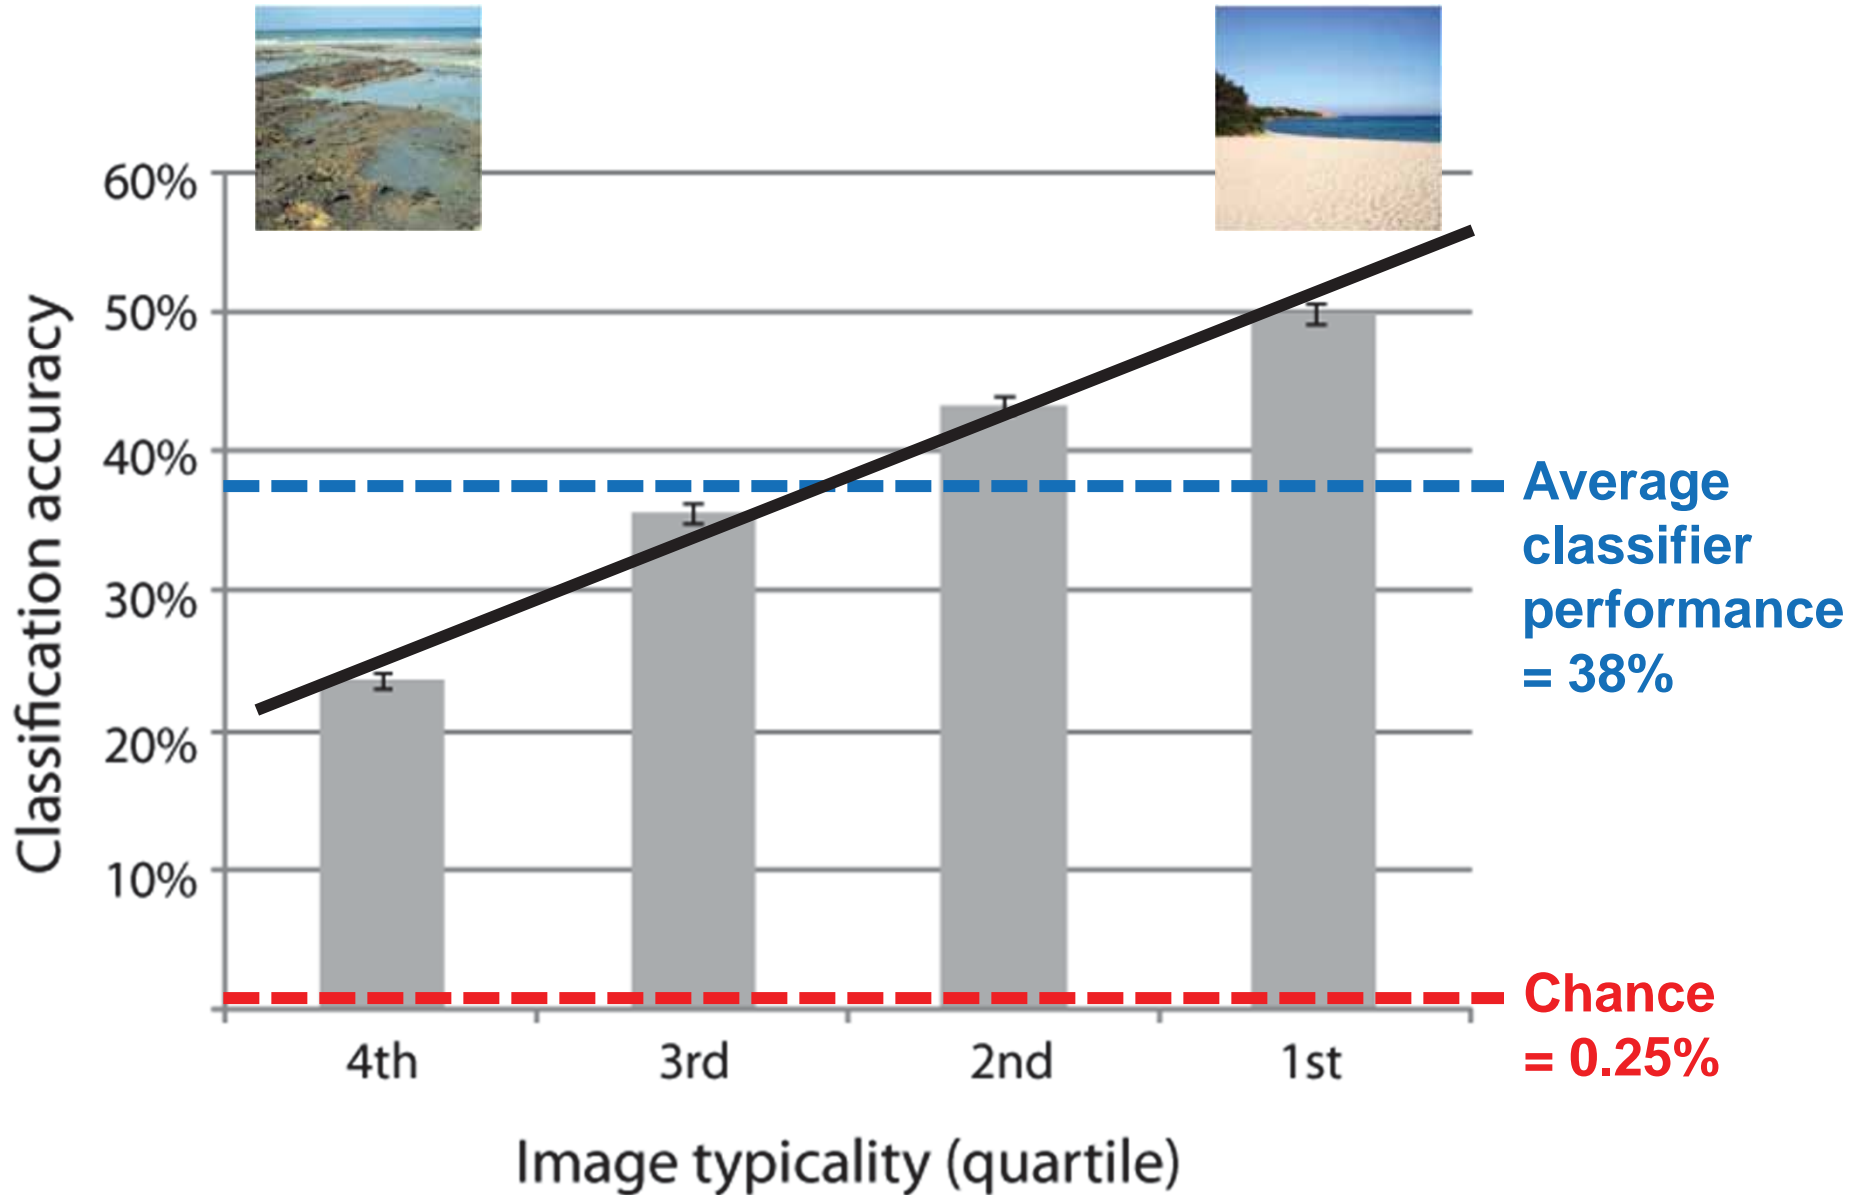 60%
50%
40%
30%
20%
10%
Classification accuracy
Average
classifier
performance
= 38%
Chance
= 0.25%
4th 3rd 2nd 1st
Image typicality (quartile)